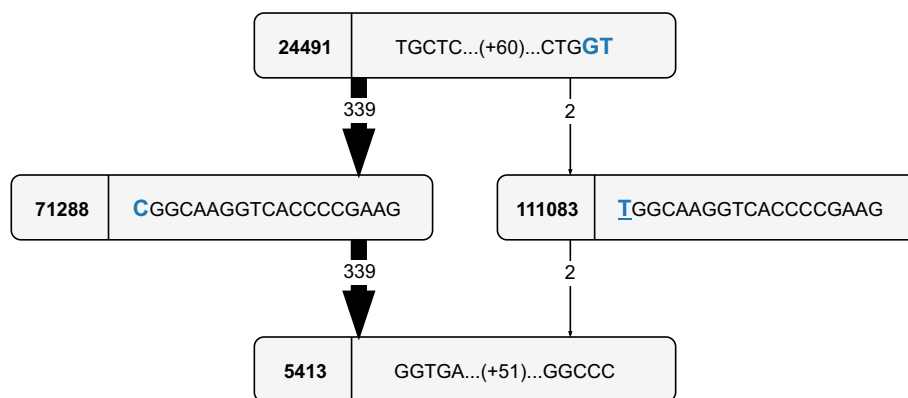 24491 TGCTC...(+60)...CTGGT
339 2
71288 CGGCAAGGTCACCCCGAAG 111083 TGGCAAGGTCACCCCGAAG
339 2
5413 GGTGA...(+51)...GGCCC